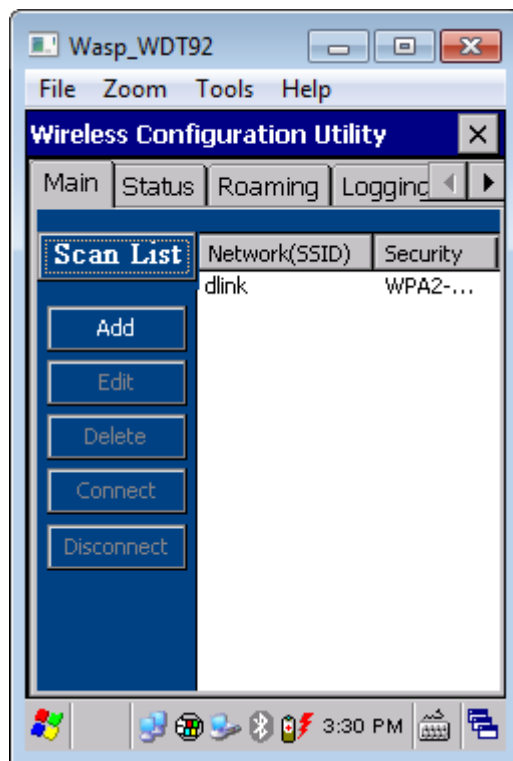 Wasp_WDT92
File Zoom Tools Help
Wireless Configuration Utility
Main Status Roaming Logging
Scan List Network(SSID) Security
dlink WPA2-...
Add
Edit
Delete
Connect
Disconnect
3:30 PM